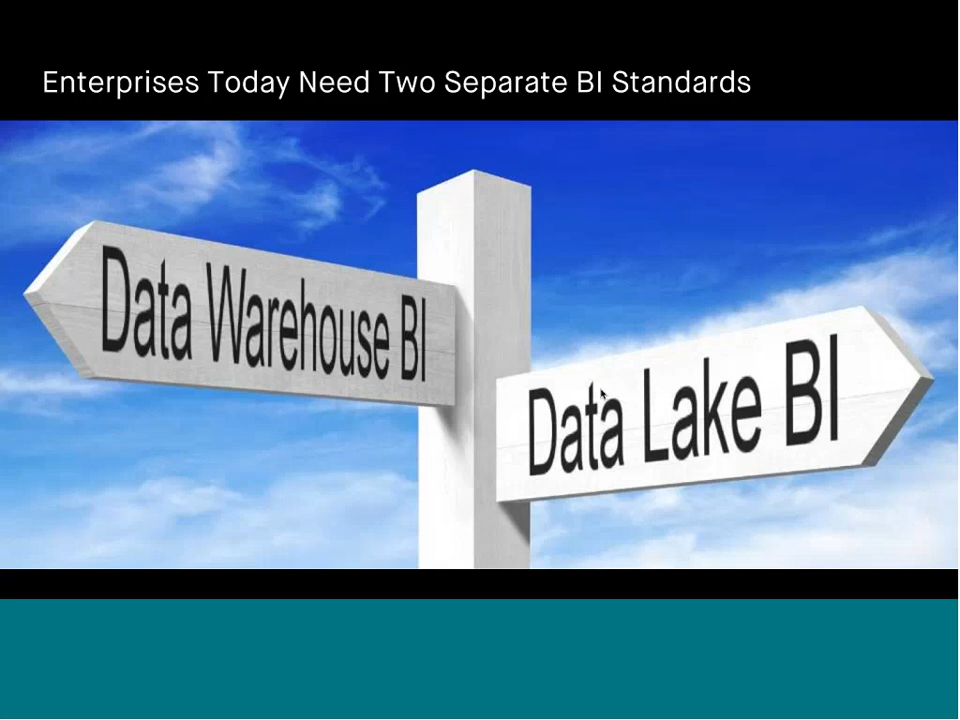 Enterprises Today Need Two Separate BI Standards
Data Warehouse BI
Data Lake BI